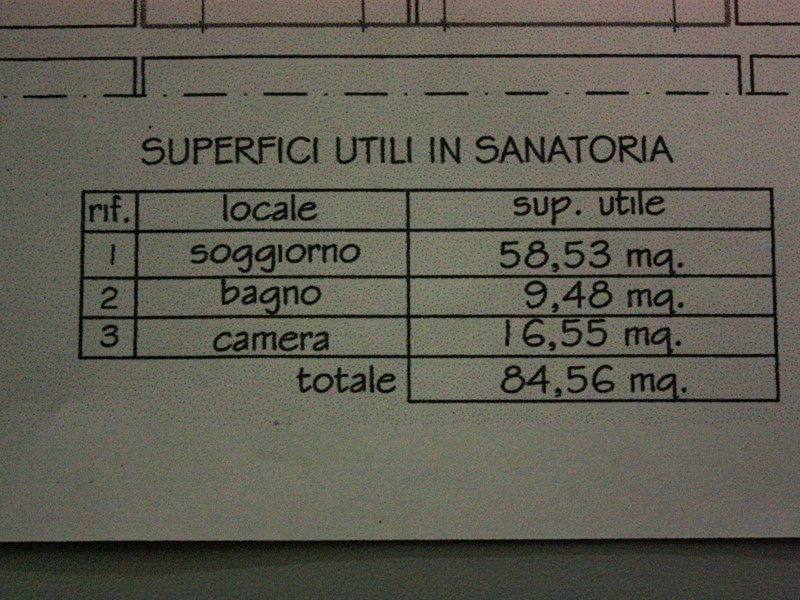 SUPERFICI UTILI IN SANATORIA
rif. locale sup. utile
1 soggiorno 58,53 mq.
2 bagno 9,48 mq.
3 camera 16,55 mq.
totale 84,56 mq.